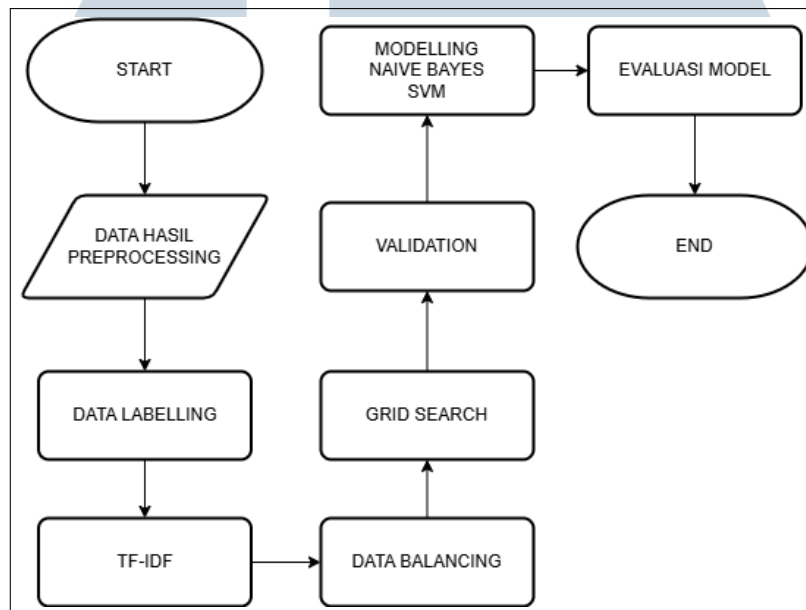 START
DATA HASIL
PREPROCESSING
DATA LABELLING
TF-IDF
DATA BALANCING
GRID SEARCH
VALIDATION
MODELLING
NAIVE BAYES
SVM
EVALUASI MODEL
END